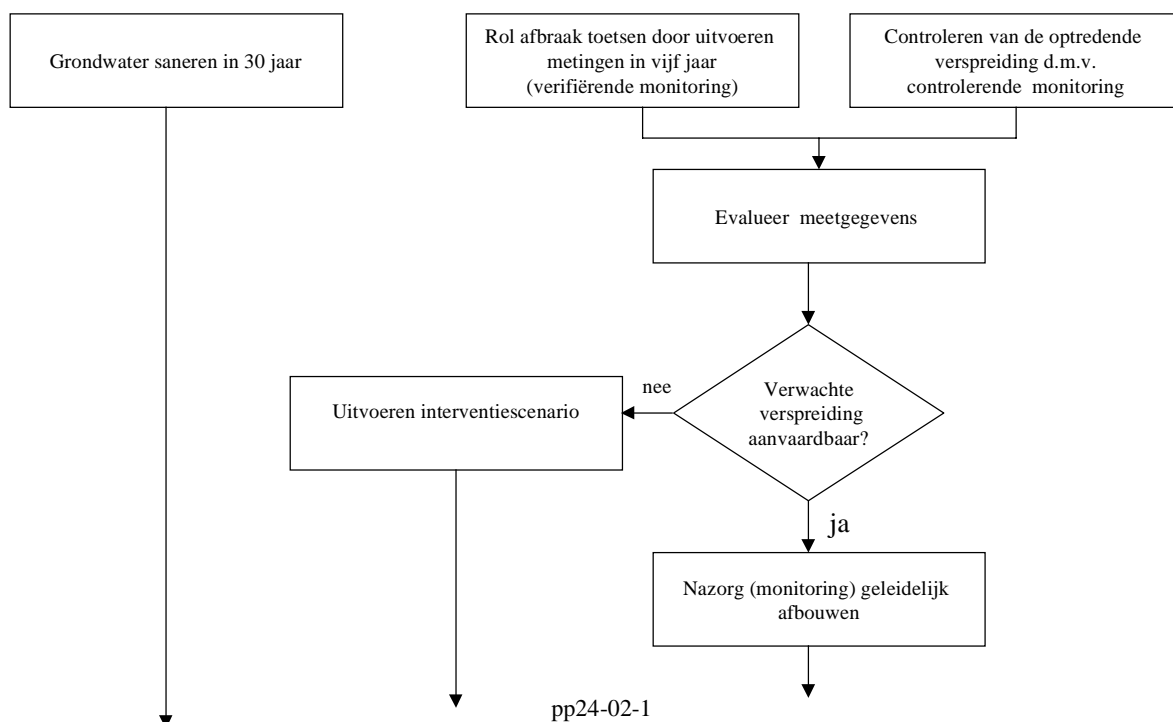 Grondwater saneren in 30 jaar
Rol afbraak toetsen door uitvoeren
metingen in vijf jaar
(verifiërende monitoring)
Controleren van de optredende
verspreiding d.m.v.
controlerende monitoring
Evalueer meetgegevens
Verwachte
verspreiding
aanvaardbaar?
nee
Uitvoeren interventiescenario
ja
Nazorg (monitoring) geleidelijk
afbouwen
pp24-02-1